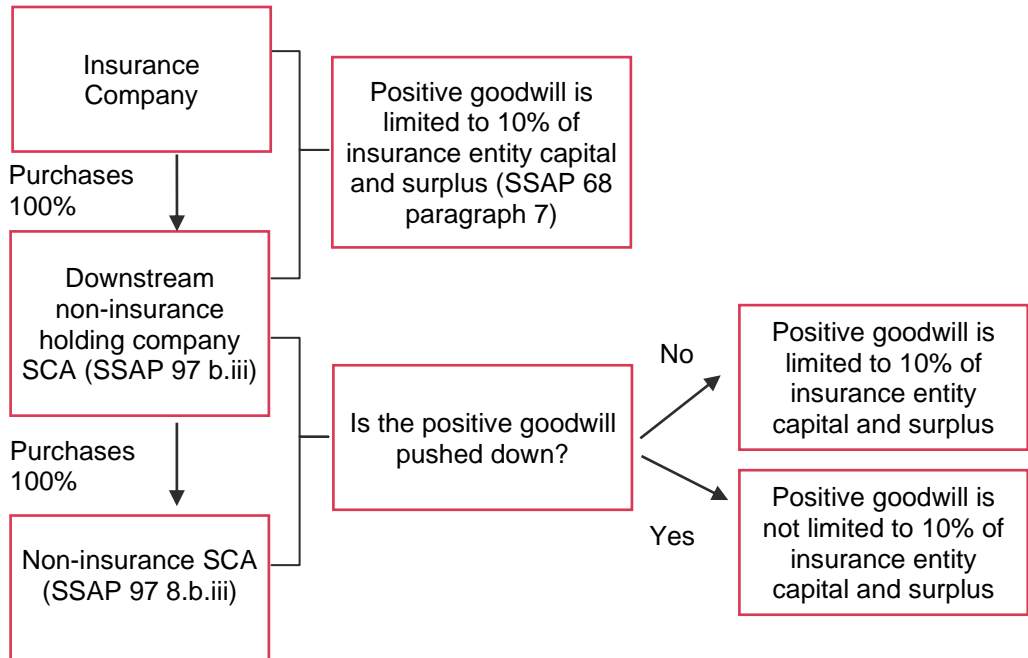 Insurance
Company
Positive goodwill is
limited to 10% of
insurance entity capital
and surplus (SSAP 68
paragraph 7)
Purchases
100%
Downstream
non-insurance
holding company
SCA (SSAP 97 b.iii)
Is the positive goodwill
pushed down?
No
Positive goodwill is
limited to 10% of
insurance entity
capital and surplus
Yes
Positive goodwill is
not limited to 10% of
insurance entity
capital and surplus
Purchases
100%
Non-insurance SCA
(SSAP 97 8.b.iii)